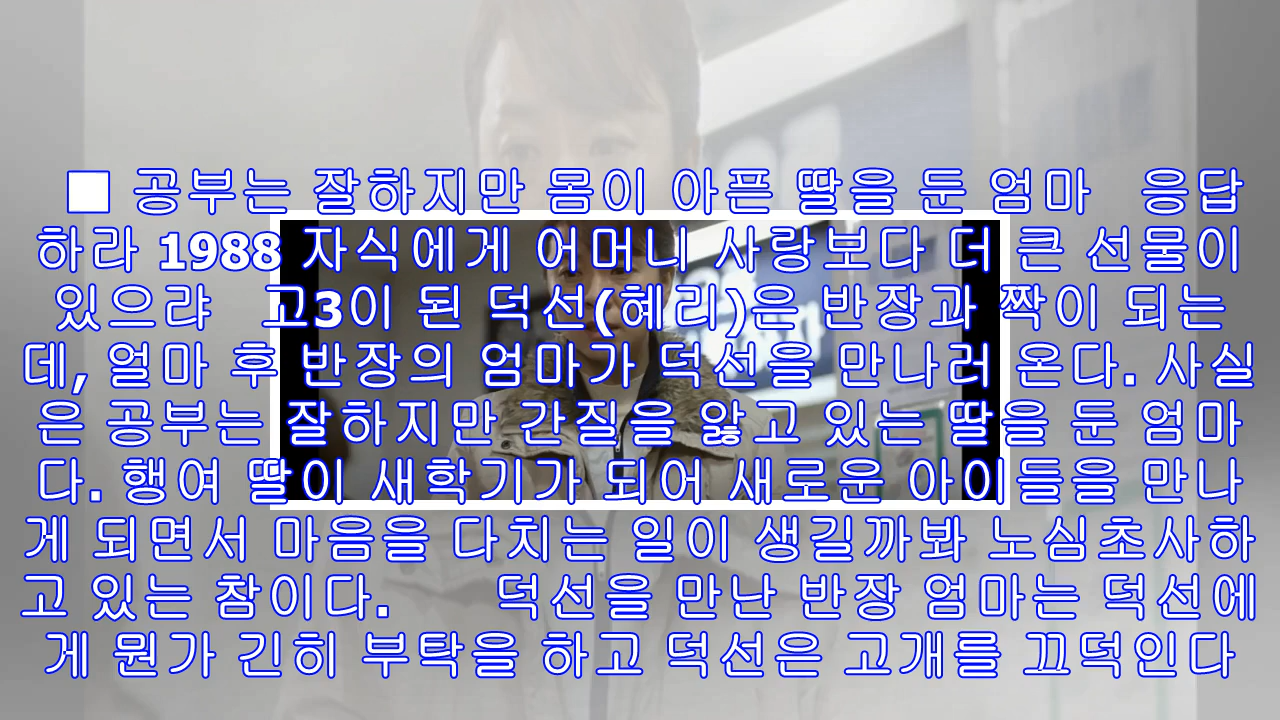 ■ 공부는 잘하지만 몸이 아픈 딸을 둔 엄마 응답
하라 1988 자식에게 어머니 사랑보다 더 큰 선물이
있으랴 고3이 된 덕선(혜리)은 반장과 짝이 되는
데, 얼마 후 반장의 엄마가 덕선을 만나러 온다. 사실
은 공부는 잘하지만 간질을 앓고 있는 딸을 둔 엄마
다. 행여 딸이 새학기가 되어 새로운 아이들을 만나
게 되면서 마음을 다치는 일이 생길까봐 노심초사하
고 있는 참이다. 덕선을 만난 반장 엄마는 덕선에
게 뭔가 긴히 부탁을 하고 덕선은 고개를 끄덕인다